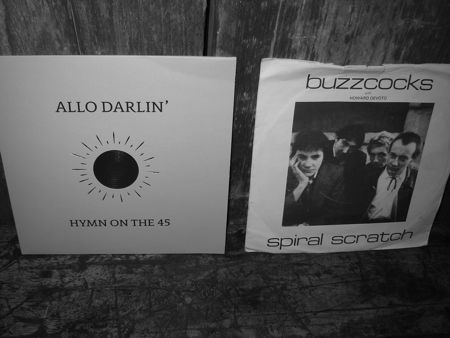 ALLO DARLIN'
HYMN ON THE 45
buzzcocks
with
HOWARD DEVOTO
spiral scratch